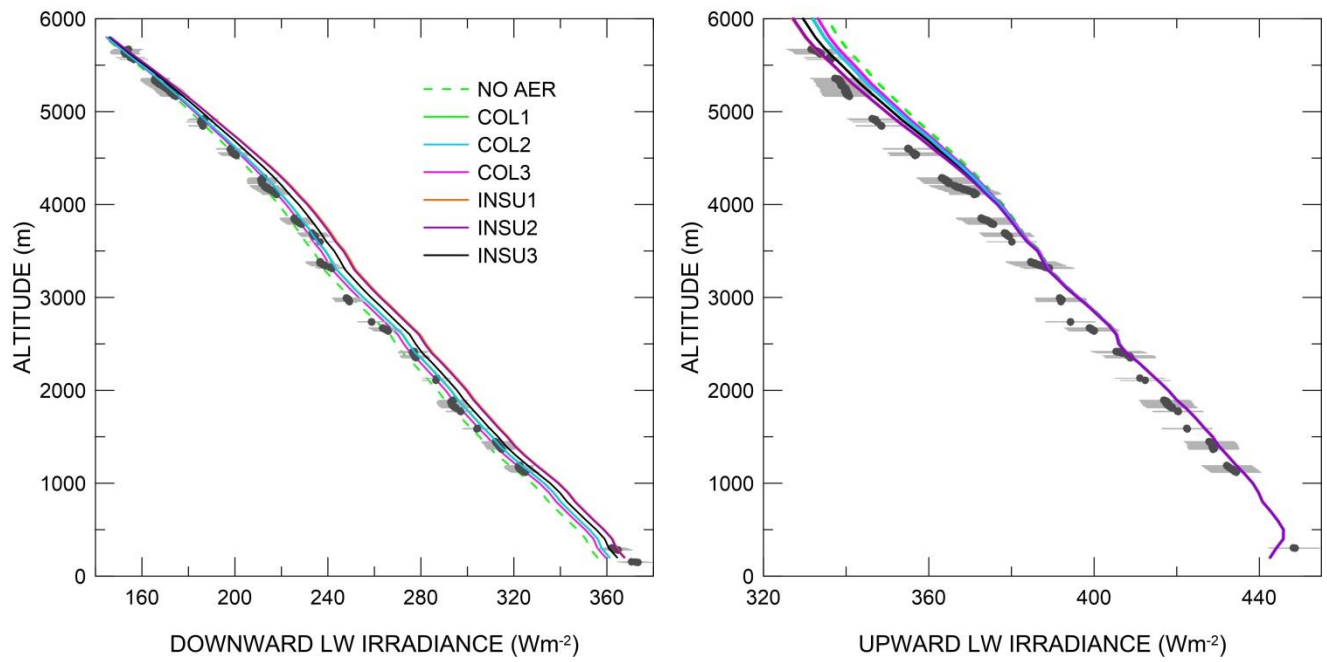 6000
5000
4000
3000
2000
1000
0
ALTITUDE (m)
160 200 240 280 320 360
DOWNWARD LW IRRADIANCE (Wm-2)
NO AER
COL1
COL2
COL3
INSU1
INSU2
INSU3
6000
5000
4000
3000
2000
1000
0
ALTITUDE (m)
320 360 400 440
UPWARD LW IRRADIANCE (Wm-2)